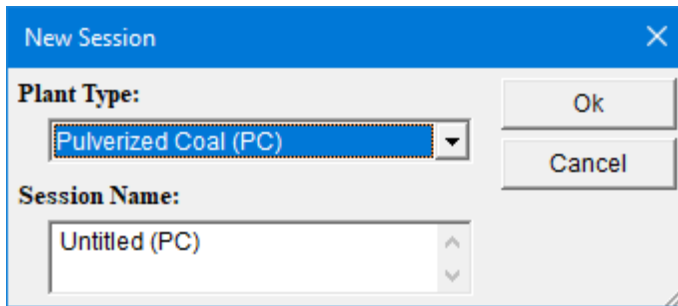 New Session
Plant Type:
Ok
Pulverized Coal (PC)
Cancel
Session Name:
Untitled (PC)